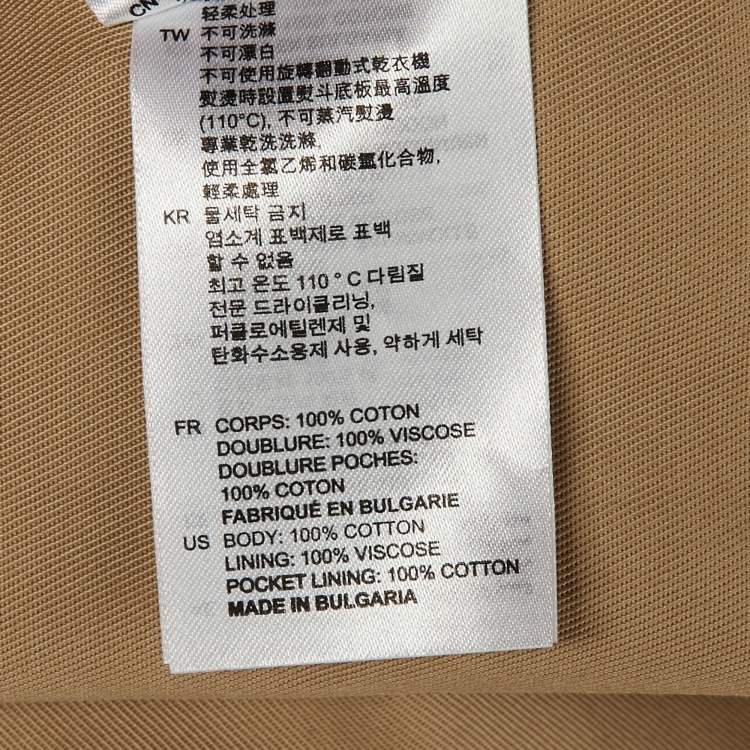 CN
轻柔处理
TW 不可洗滌
不可漂白
不可使用旋轉翻動式乾衣機
熨燙時設置熨斗底板最高溫度
(110°C), 不可蒸汽熨燙
專業乾洗洗滌,
使用全氯乙烯和碳氫化合物,
輕柔處理
KR 물세탁 금지
염소계 표백제로 표백
할 수 없음
최고 온도 110 ° C 다림질
전문 드라이클리닝,
퍼클로에틸렌제 및
탄화수소용제 사용, 약하게 세탁
FR CORPS: 100% COTON
DOUBLURE: 100% VISCOSE
DOUBLURE POCHES:
100% COTON
FABRIQUÉ EN BULGARIE
US BODY: 100% COTTON
LINING: 100% VISCOSE
POCKET LINING: 100% COTTON
MADE IN BULGARIA